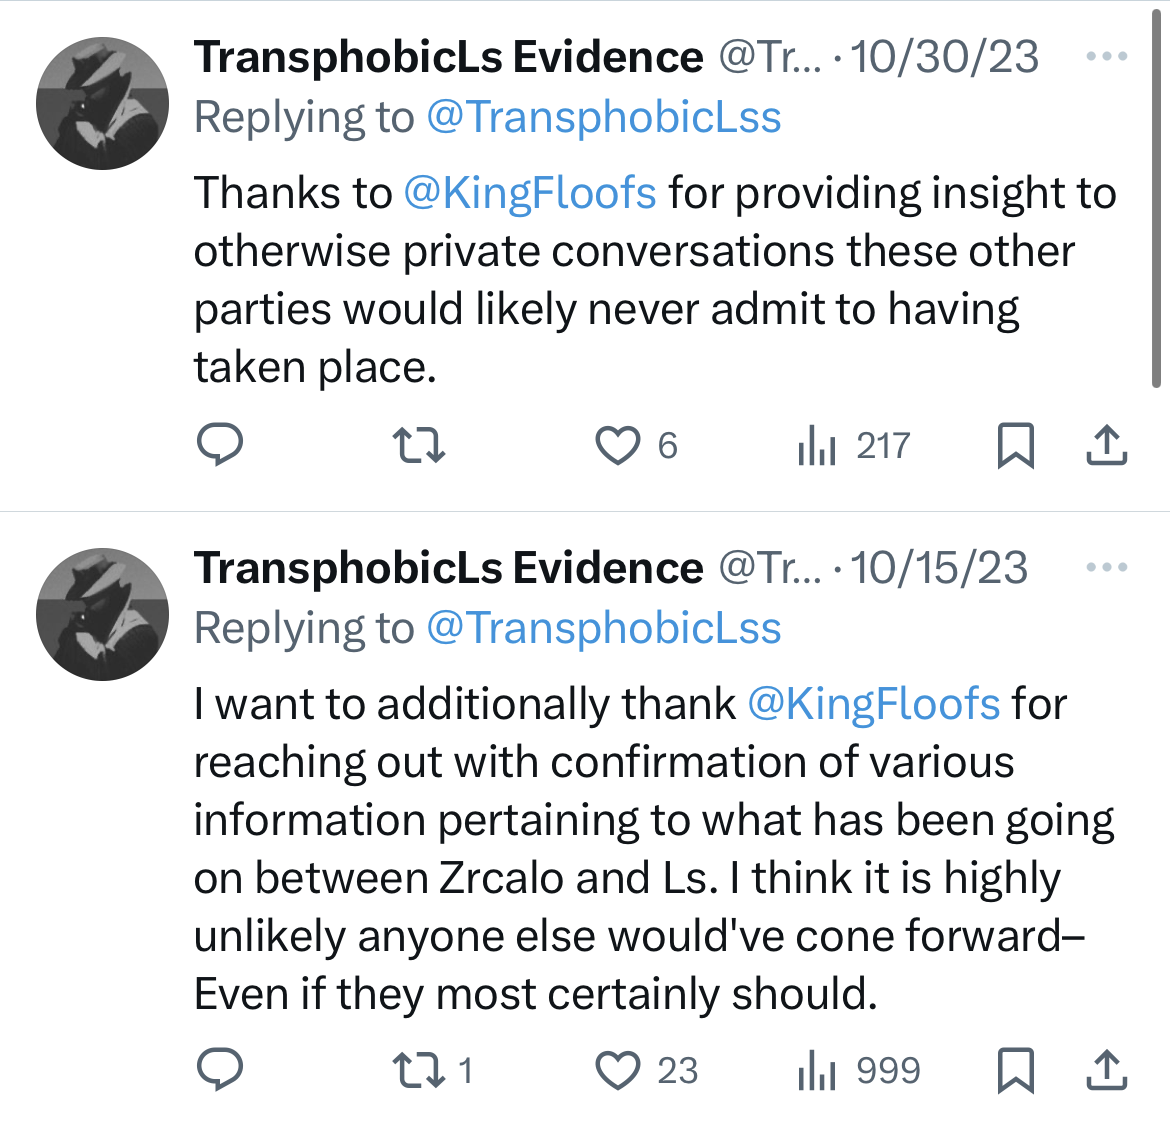 TransphobicLs Evidence @Tr... · 10/30/23
Replying to @TransphobicLss
Thanks to @KingFloofs for providing insight to
otherwise private conversations these other
parties would likely never admit to having
taken place.
6 217
TransphobicLs Evidence @Tr... · 10/15/23
Replying to @TransphobicLss
I want to additionally thank @KingFloofs for
reaching out with confirmation of various
information pertaining to what has been going
on between Zrcalo and Ls. I think it is highly
unlikely anyone else would've cone forward–
Even if they most certainly should.
1 23 999